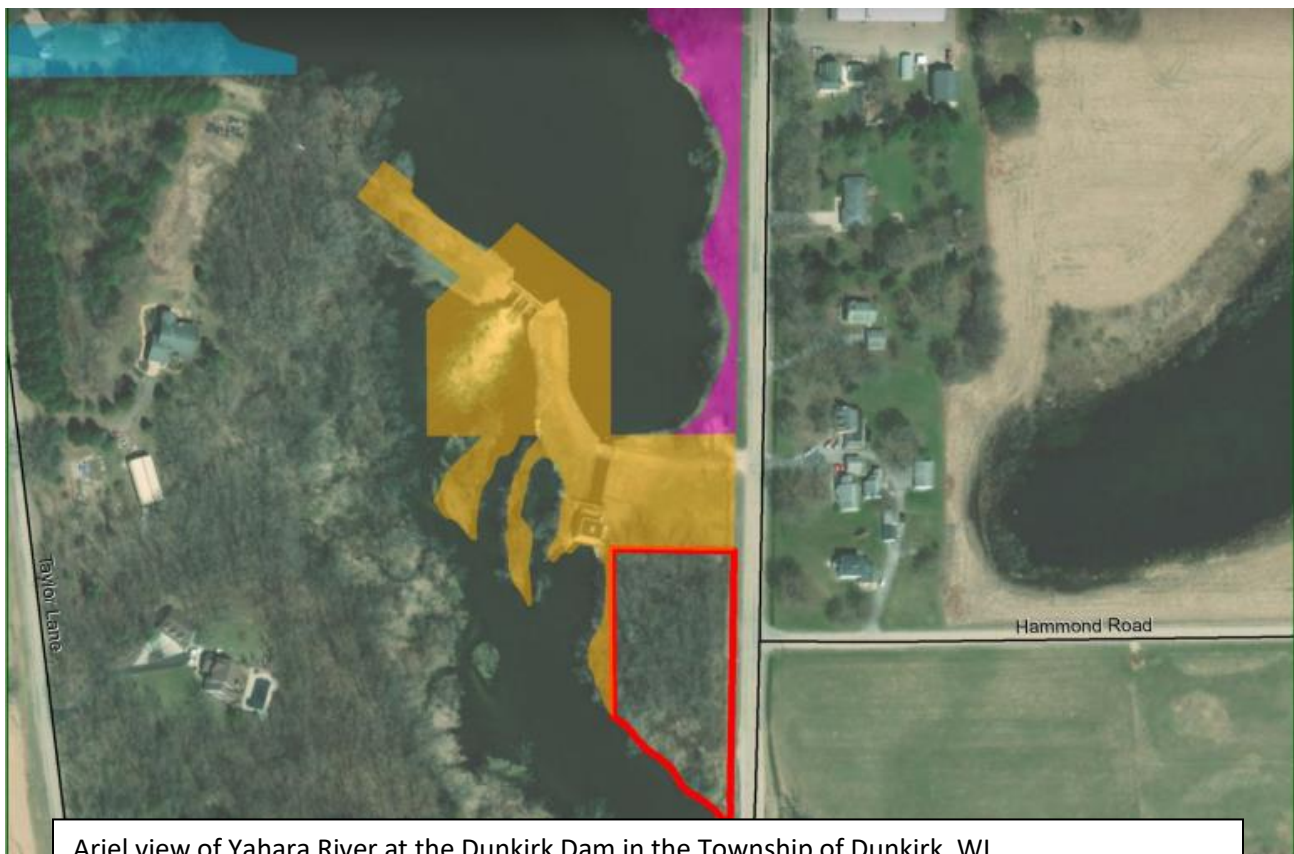 Taylor Lane
Hammond Road
Ariel view of Yahara River at the Dunkirk Dam in the Township of Dunkirk, WI